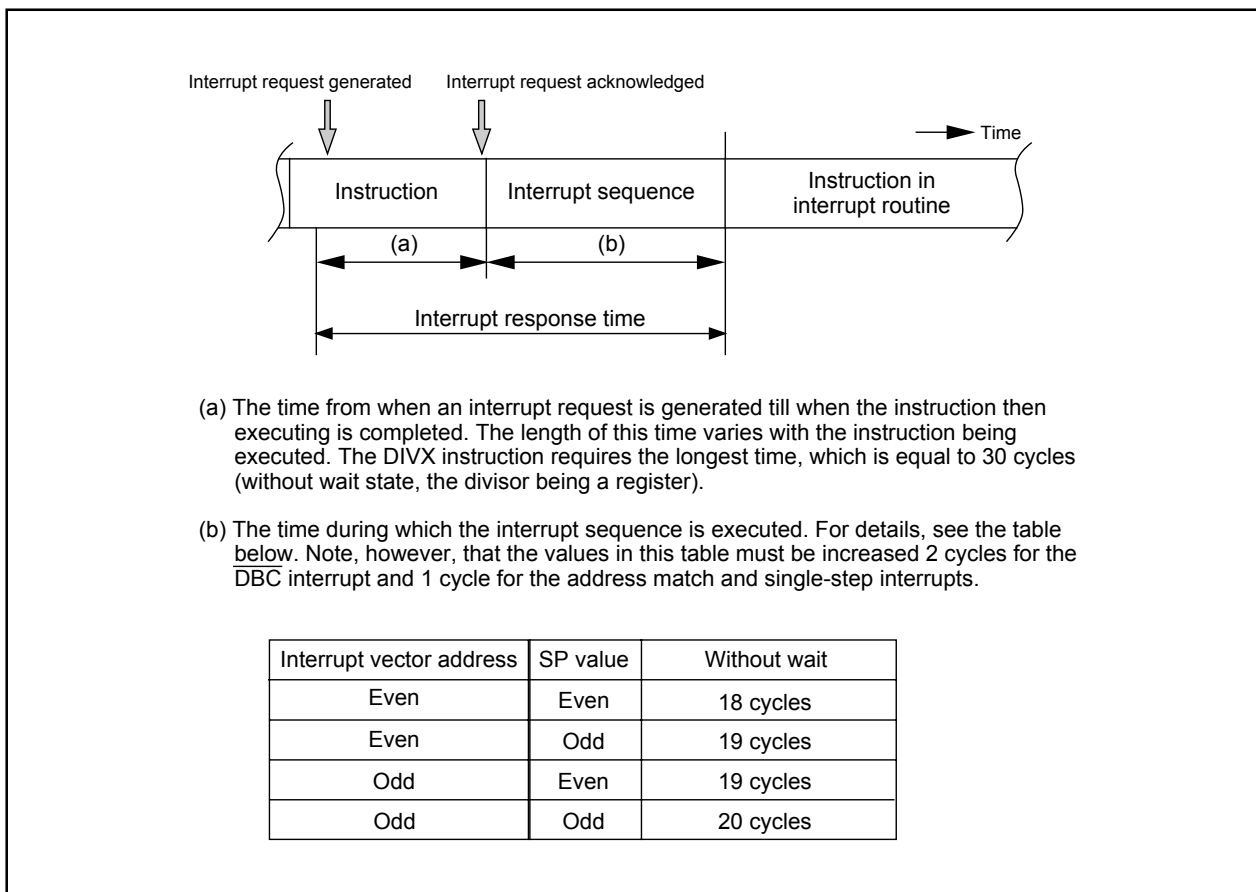 Interrupt request generated
Interrupt request acknowledged
Time
Instruction
Interrupt sequence
Instruction in
interrupt routine
(a)
(b)
Interrupt response time
(a) The time from when an interrupt request is generated till when the instruction then
executing is completed. The length of this time varies with the instruction being
executed. The DIVX instruction requires the longest time, which is equal to 30 cycles
(without wait state, the divisor being a register).
(b) The time during which the interrupt sequence is executed. For details, see the table
below. Note, however, that the values in this table must be increased 2 cycles for the
DBC interrupt and 1 cycle for the address match and single-step interrupts.
Interrupt vector address SP value Without wait
Even Even 18 cycles
Even Odd 19 cycles
Odd Even 19 cycles
Odd Odd 20 cycles